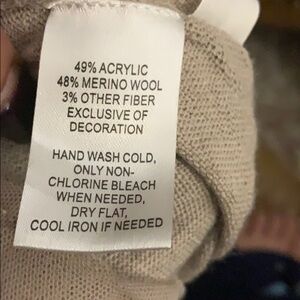 49% ACRYLIC
48% MERINO WOOL
3% OTHER FIBER
EXCLUSIVE OF
DECORATION
HAND WASH COLD,
ONLY NON-
CHLORINE BLEACH
WHEN NEEDED,
DRY FLAT,
COOL IRON IF NEEDED